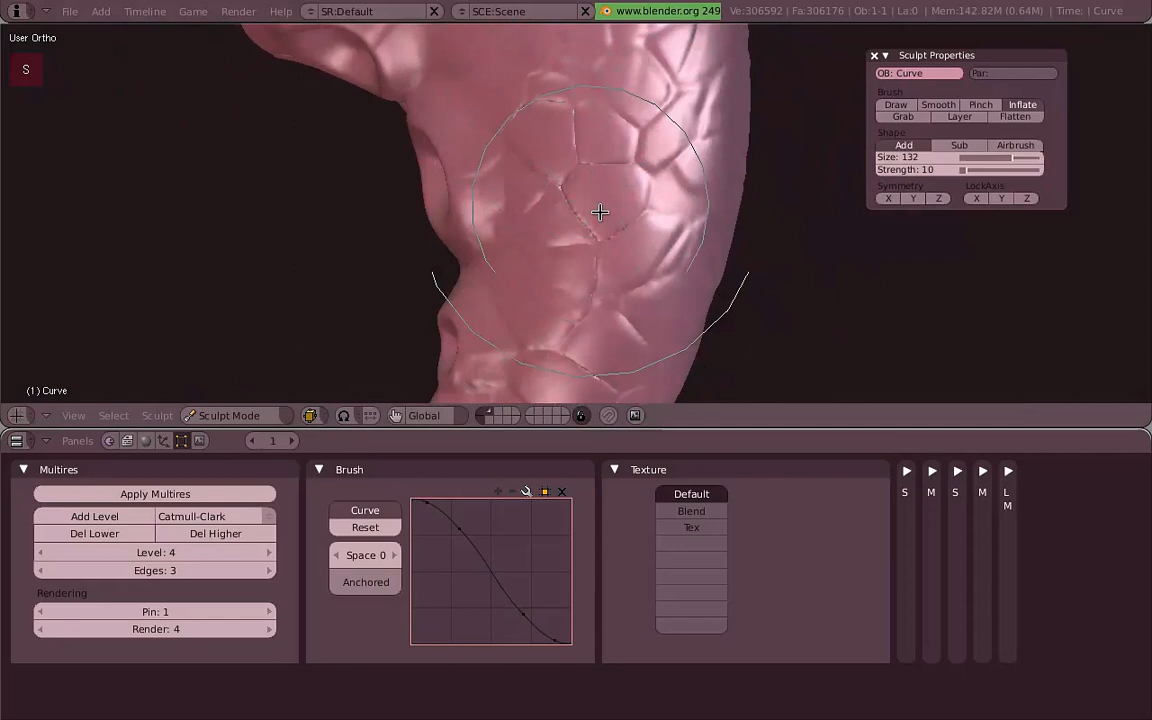 File Add Timeline Game Render Help SR:Default SCE:Scene www.blender.org 249 Ve:306592 | Fa:306176 | Ob:1-1 | La:0 | Mem:142.82M (0.64M) | Time: | Curve
User Ortho
S
Sculpt Properties
OB: Curve Par:
Brush
Draw Smooth Pinch Inflate
Grab Layer Flatten
Shape
Add Sub Airbrush
Size: 132
Strength: 10
Symmetry LockAxis
X Y Z X Y Z
(1) Curve
View Select Sculpt Sculpt Mode Global
Panels 1
Multires
Apply Multires
Add Level Catmull-Clark
Del Lower Del Higher
Level: 4
Edges: 3
Rendering
Pin: 1
Render: 4
Brush
Curve
Reset
Space 0
Anchored
Texture
Default
Blend
Tex
S M S M L
M